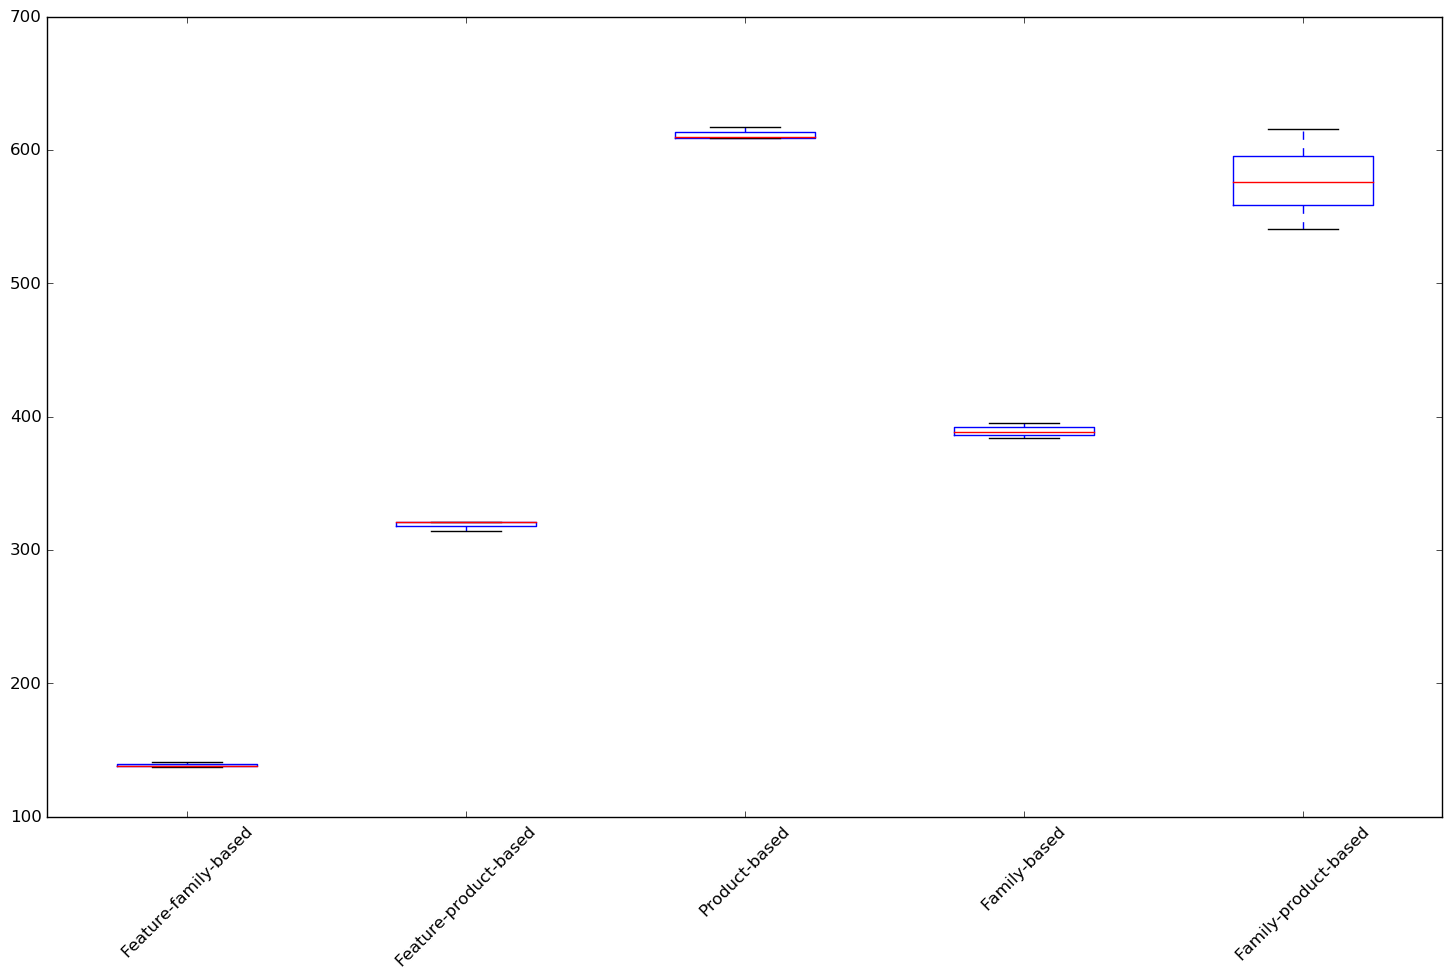 700
600
500
400
300
200
100
Feature-family-based
Feature-product-based
Product-based
Family-based
Family-product-based